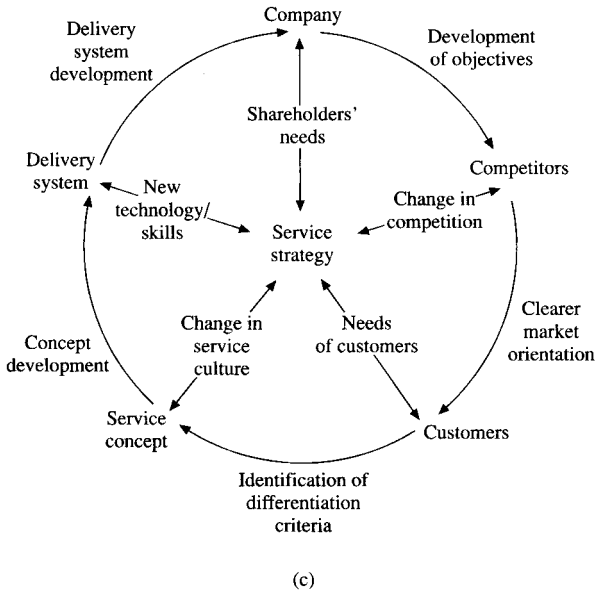 Company
Delivery
system
development
Development
of objectives
Shareholders'
needs
Delivery
system
Competitors
New
technology/
skills
Change in
competition
Service
strategy
Clearer
market
orientation
Concept
development
Change in
service
culture
Needs
of customers
Service
concept
Customers
Identification of
differentiation
criteria
(c)